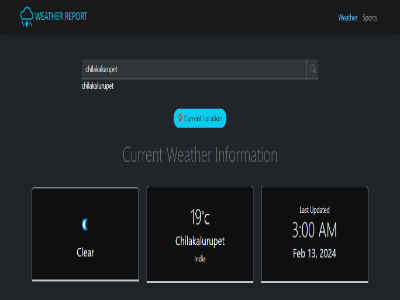 WEATHER REPORT
Weather Sports
chilakalurupet
chilakalurupet
Current Location
Current Weather Information
Clear
19°c
Chilakalurupet
India
Last Updated
3:00 AM
Feb 13, 2024